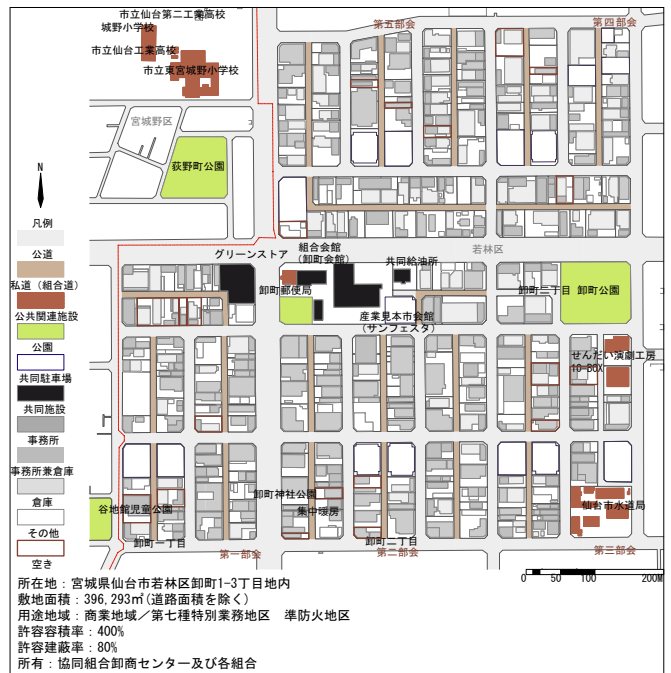 市立仙台第二工業高校
城野小学校
市立仙台工業高校
市立東宮城野小学校
第五部会
第四部会
宮城野区
荻野町公園
N
凡例
公道
私道（組合道）
公共関連施設
公園
共同駐車場
共同施設
事務所
事務所兼倉庫
倉庫
その他
空き
グリーンストア
組合会館
（卸町会館）
共同給油所
若林区
卸町郵便局
産業見本市会館
（サンフェスタ）
卸町三丁目
卸町公園
せんだい演劇工房
10-BOX
谷地館児童公園
卸町神社公園
集中暖房
仙台市水道局
卸町一丁目
卸町二丁目
第一部会
第二部会
第三部会
0 50 100 200M
所在地：宮城県仙台市若林区卸町1-3丁目地内
敷地面積：396,293㎡(道路面積を除く)
用途地域：商業地域／第七種特別業務地区　準防火地区
許容容積率：400%
許容建蔽率：80%
所有：協同組合卸商センター及び各組合